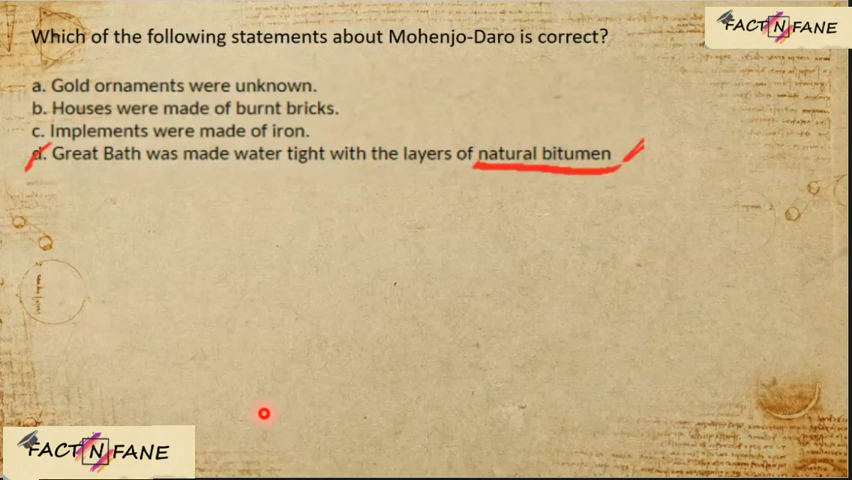 FACT N FANE
Which of the following statements about Mohenjo-Daro is correct?
a. Gold ornaments were unknown.
b. Houses were made of burnt bricks.
c. Implements were made of iron.
d. Great Bath was made water tight with the layers of natural bitumen
FACT N FANE